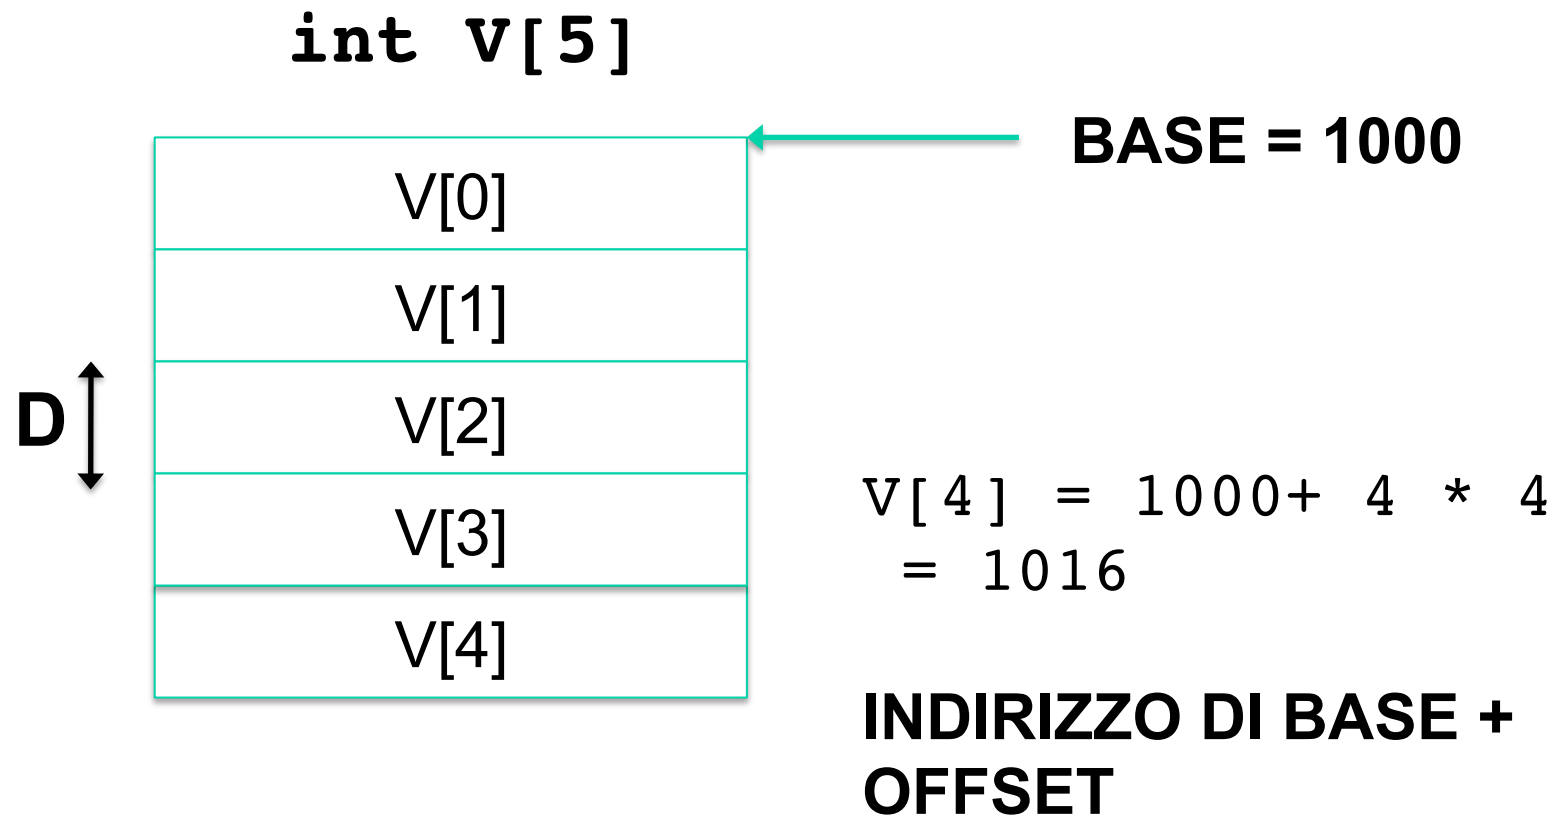 int V[5]
BASE = 1000
V[0]
V[1]
V[2]
D
V[3]
V[4]
V[4] = 1000+ 4 * 4
= 1016
INDIRIZZO DI BASE +
OFFSET